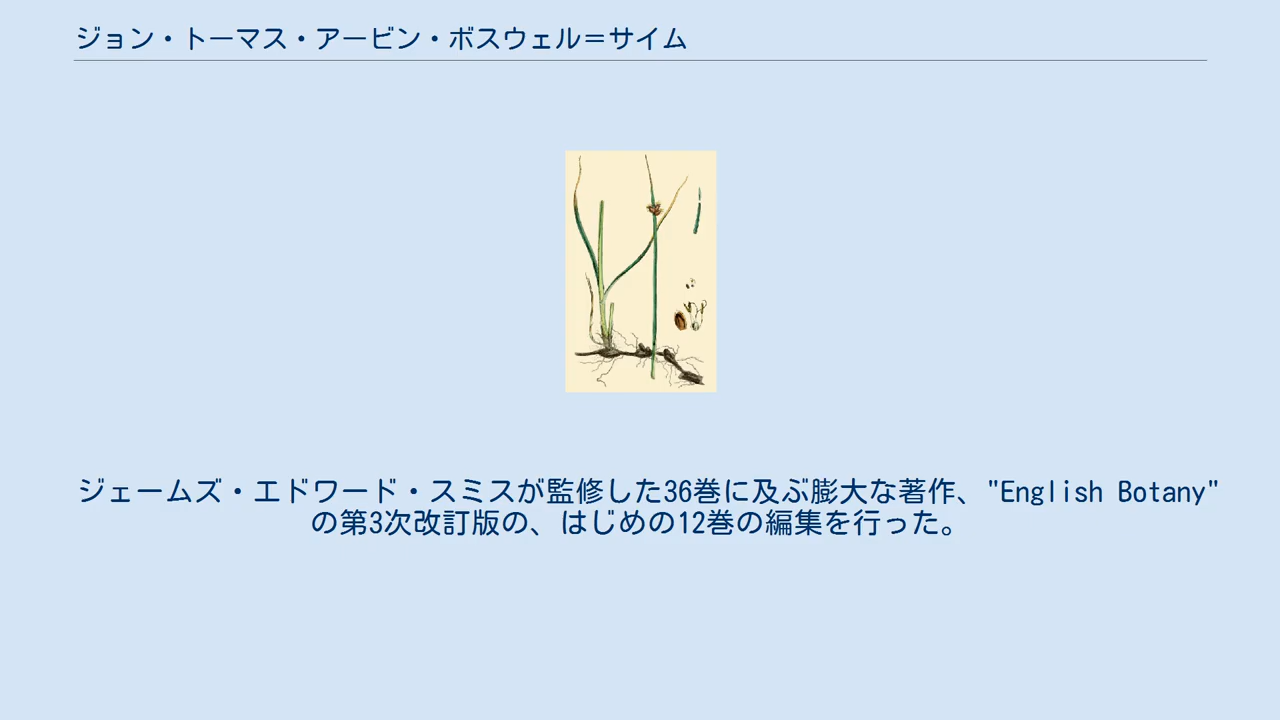 ジョン・トーマス・アービン・ボスウェル＝サイム
ジェームズ・エドワード・スミスが監修した36巻に及ぶ膨大な著作、"English Botany"
の第3次改訂版の、はじめの12巻の編集を行った。